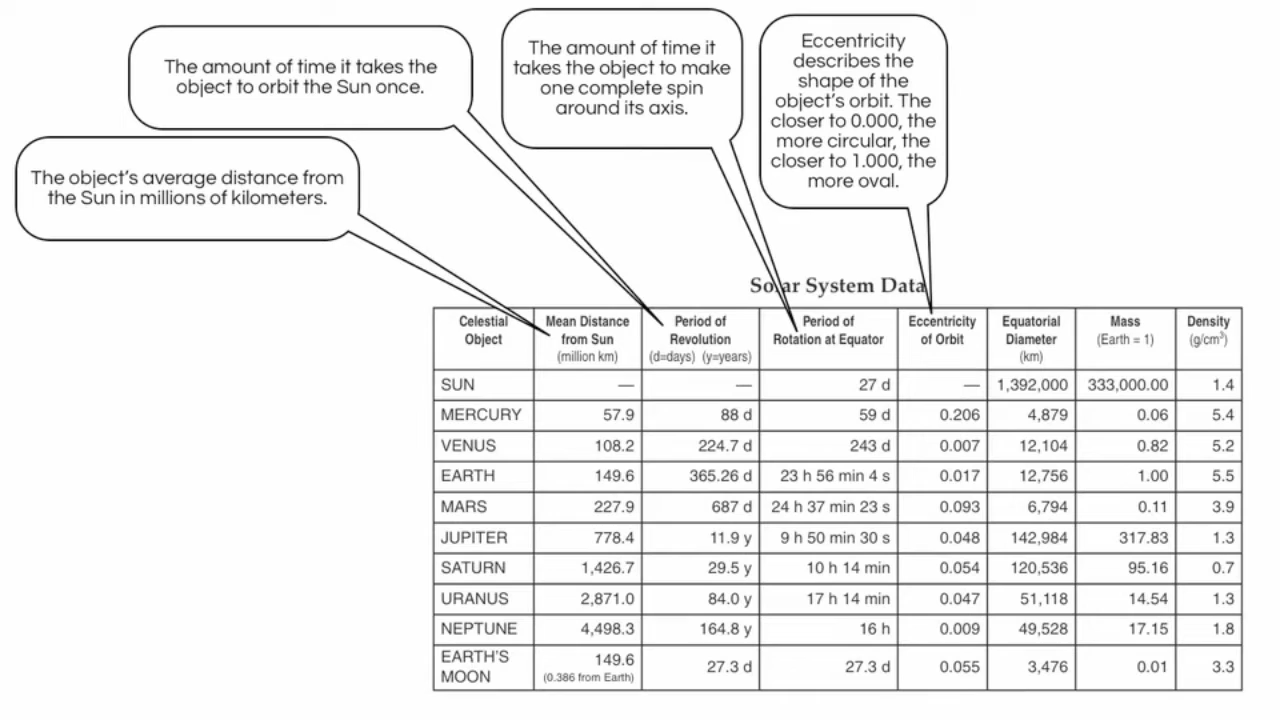 The amount of time it takes the
object to orbit the Sun once.
The amount of time it
takes the object to make
one complete spin
around its axis.
Eccentricity
describes the
shape of the
object's orbit. The
closer to 0.000, the
more circular, the
closer to 1.000, the
more oval.
The object's average distance from
the Sun in millions of kilometers.
Solar System Data
Celestial Object Mean Distance from Sun (million km) Period of Revolution (d=days) (y=years) Period of Rotation at Equator Eccentricity of Orbit Equatorial Diameter (km) Mass (Earth = 1) Density (g/cm³)
SUN — — 27 d — 1,392,000 333,000.00 1.4
MERCURY 57.9 88 d 59 d 0.206 4,879 0.06 5.4
VENUS 108.2 224.7 d 243 d 0.007 12,104 0.82 5.2
EARTH 149.6 365.26 d 23 h 56 min 4 s 0.017 12,756 1.00 5.5
MARS 227.9 687 d 24 h 37 min 23 s 0.093 6,794 0.11 3.9
JUPITER 778.4 11.9 y 9 h 50 min 30 s 0.048 142,984 317.83 1.3
SATURN 1,426.7 29.5 y 10 h 14 min 0.054 120,536 95.16 0.7
URANUS 2,871.0 84.0 y 17 h 14 min 0.047 51,118 14.54 1.3
NEPTUNE 4,498.3 164.8 y 16 h 0.009 49,528 17.15 1.8
EARTH'S MOON 149.6 (0.386 from Earth) 27.3 d 27.3 d 0.055 3,476 0.01 3.3